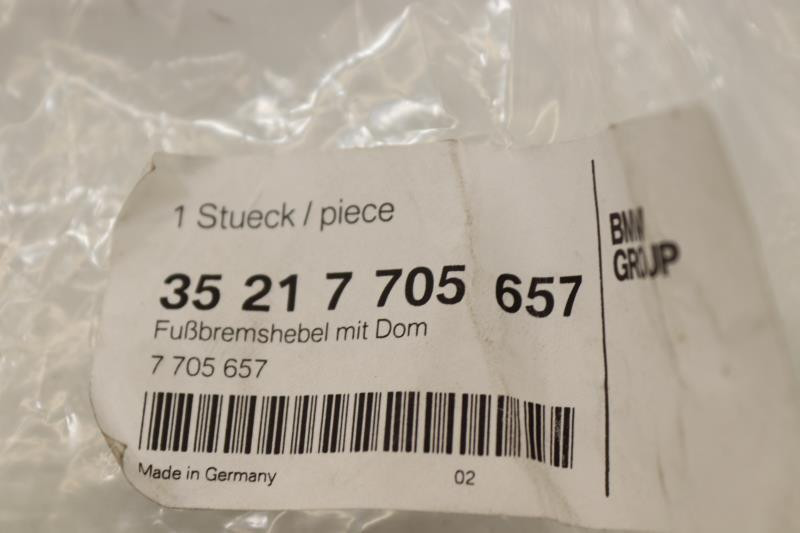 1 Stueck / piece
35 21 7 705 657
Fußbremshebel mit Dom
7 705 657
Made in Germany 02
BMW
GROUP